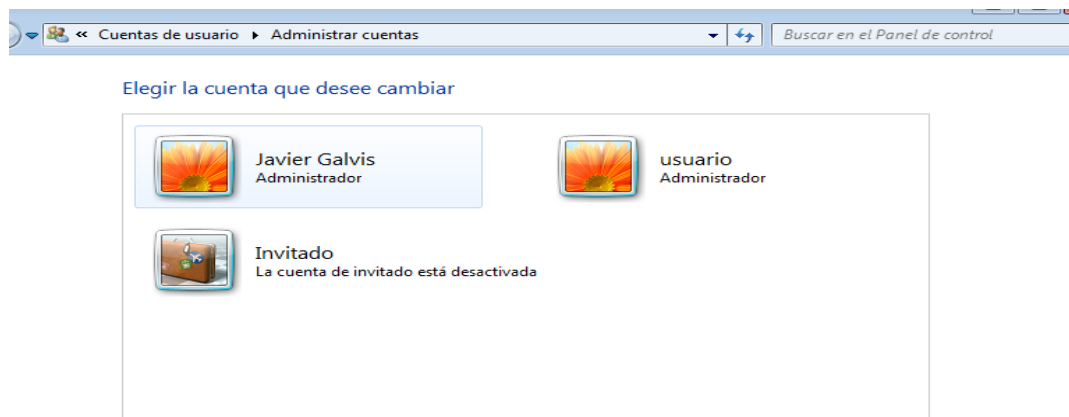 « Cuentas de usuario ▸ Administrar cuentas
Buscar en el Panel de control
Elegir la cuenta que desee cambiar
Javier Galvis
Administrador
usuario
Administrador
Invitado
La cuenta de invitado está desactivada